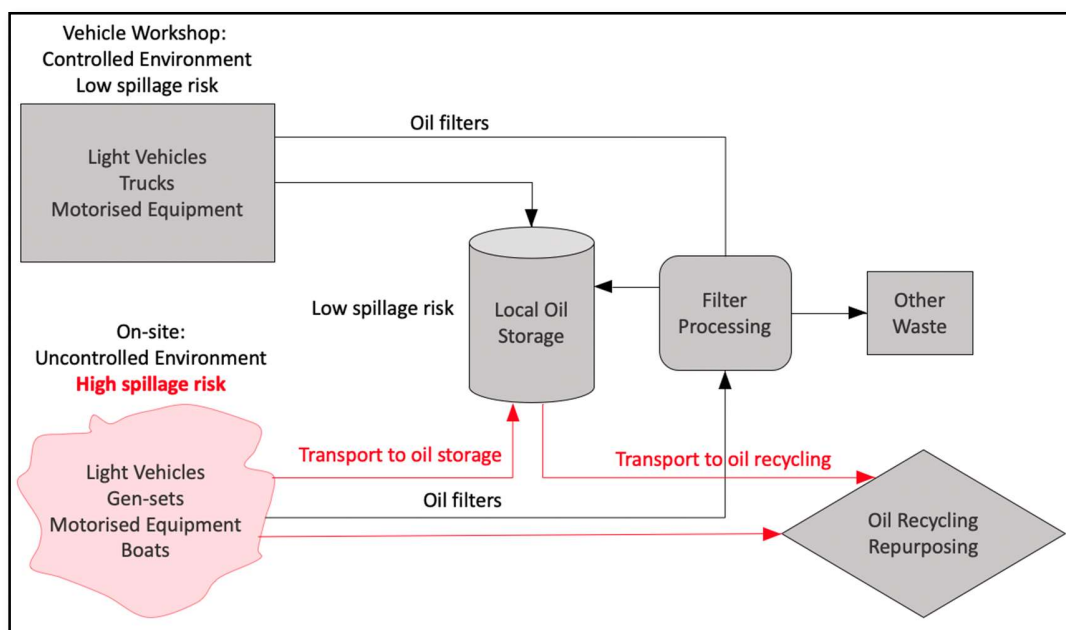 Vehicle Workshop:
Controlled Environment
Low spillage risk
Light Vehicles
Trucks
Motorised Equipment
Oil filters
Low spillage risk
Local Oil
Storage
Filter
Processing
Other
Waste
On-site:
Uncontrolled Environment
High spillage risk
Light Vehicles
Gen-sets
Motorised Equipment
Boats
Transport to oil storage
Oil filters
Transport to oil recycling
Oil Recycling
Repurposing